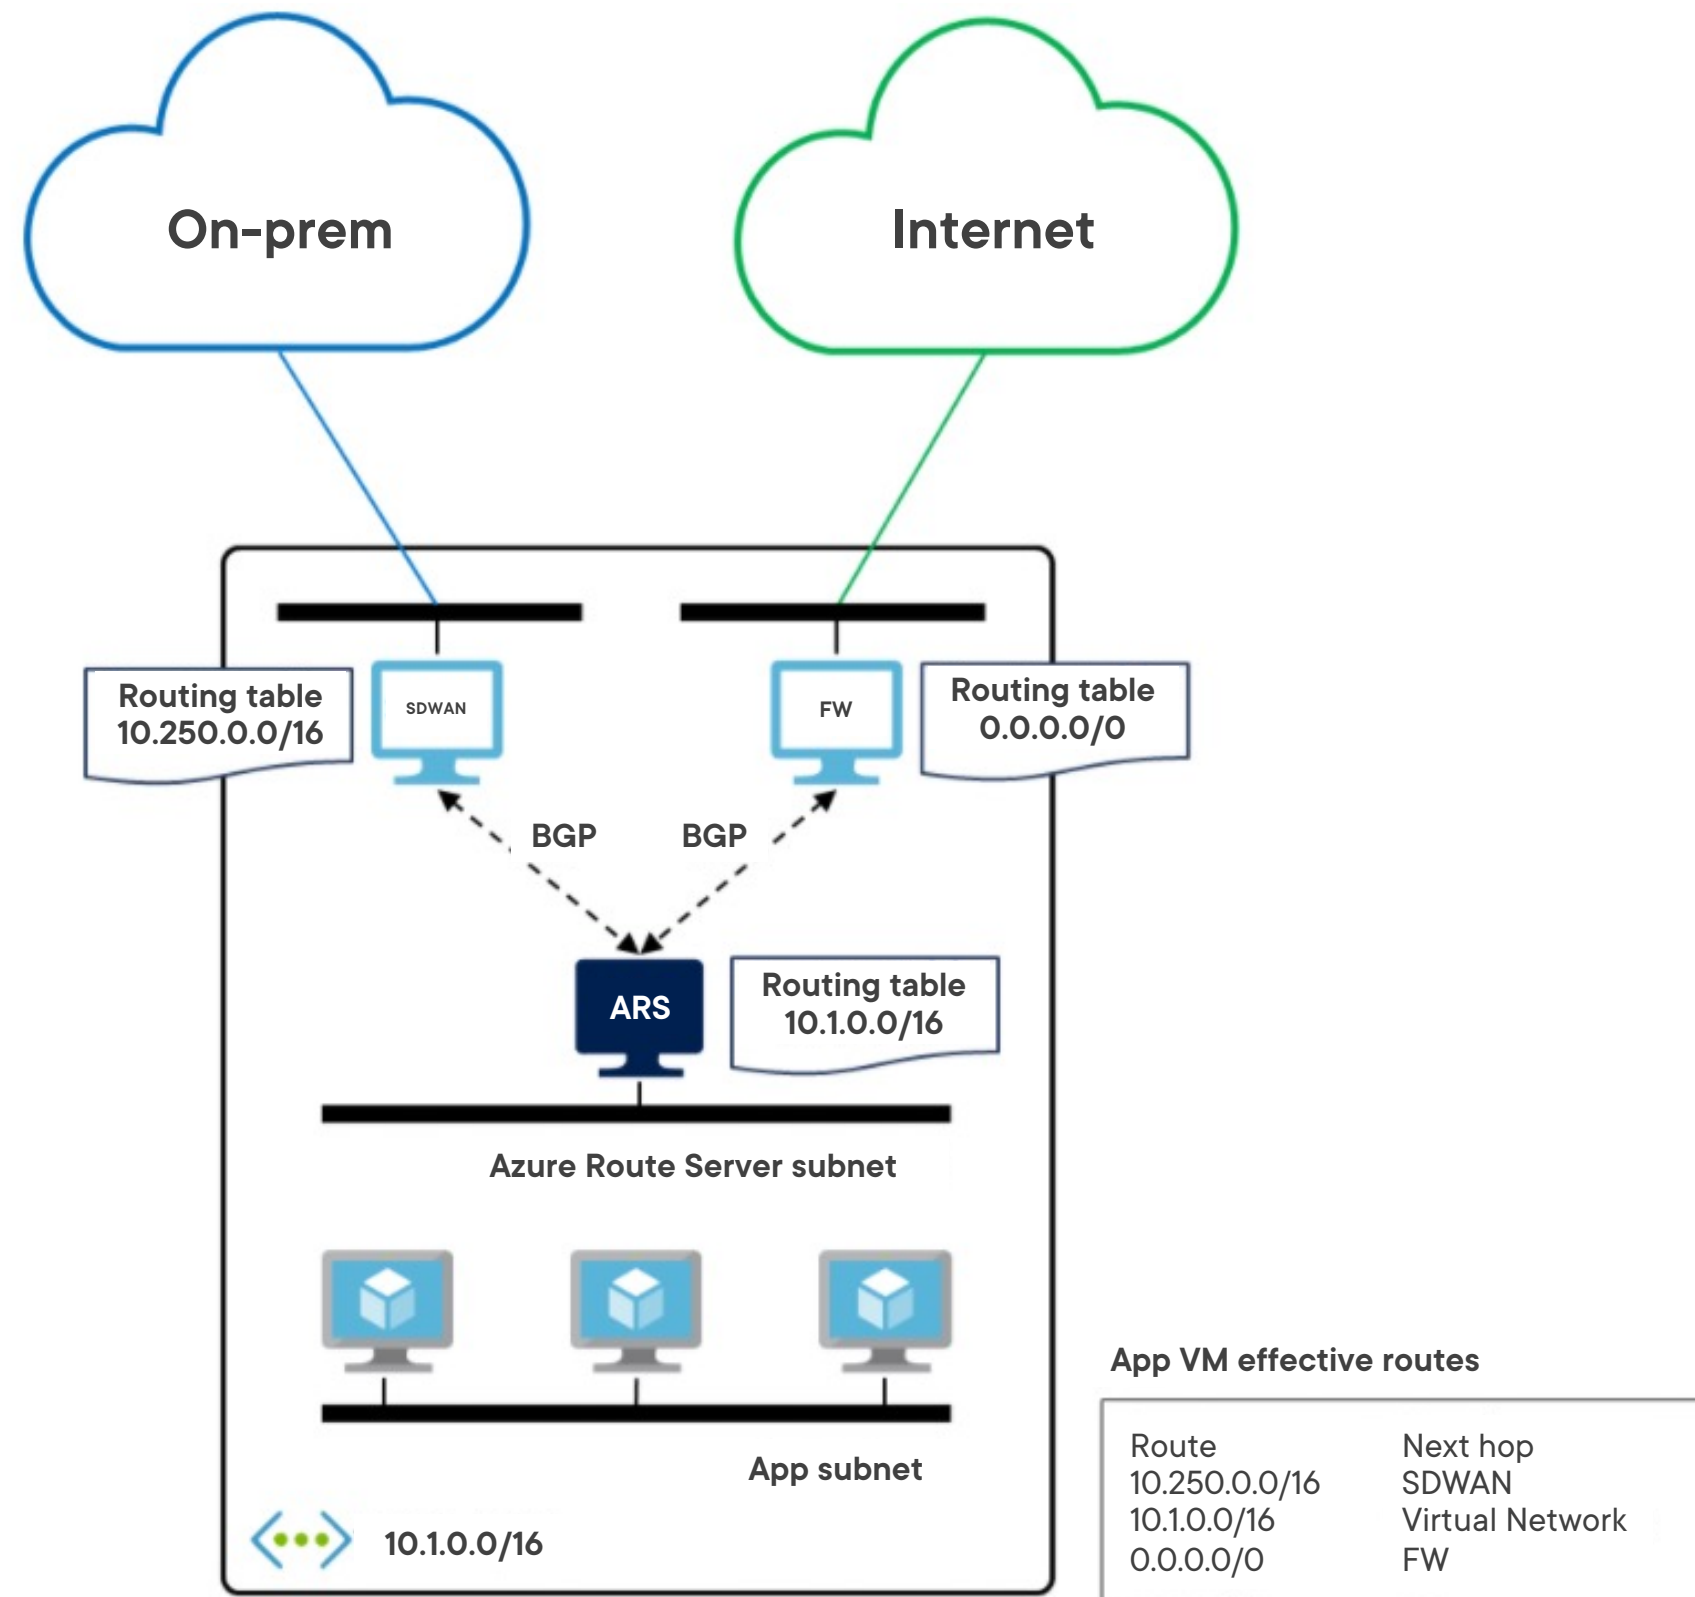 On-prem
Internet
Routing table
10.250.0.0/16
SDWAN
FW
Routing table
0.0.0.0/0
BGP
BGP
ARS
Routing table
10.1.0.0/16
Azure Route Server subnet
App subnet
10.1.0.0/16
App VM effective routes
Route Next hop
10.250.0.0/16 SDWAN
10.1.0.0/16 Virtual Network
0.0.0.0/0 FW